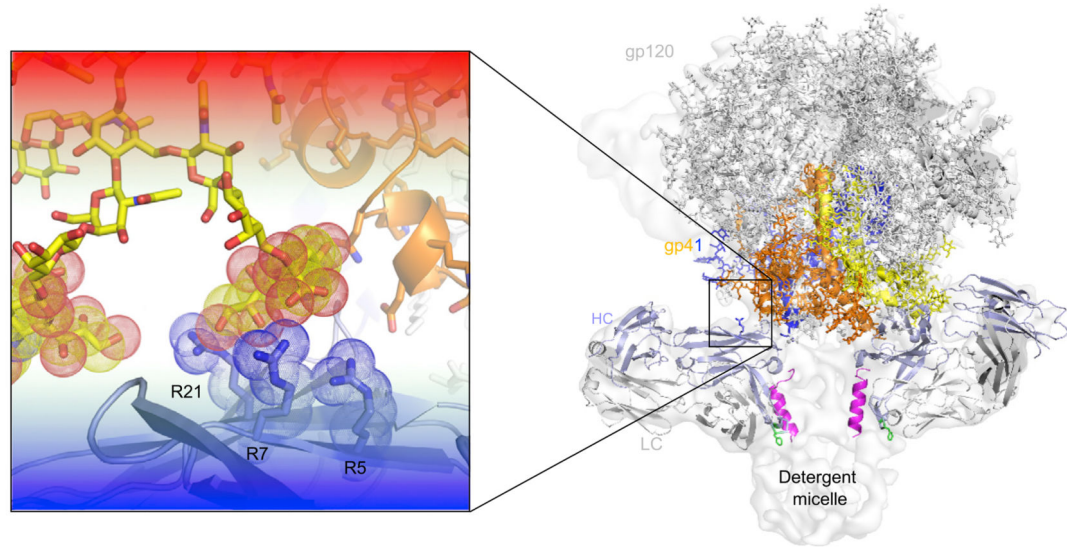 gp120
gp41
HC
R21
R7
R5
LC
Detergent
micelle